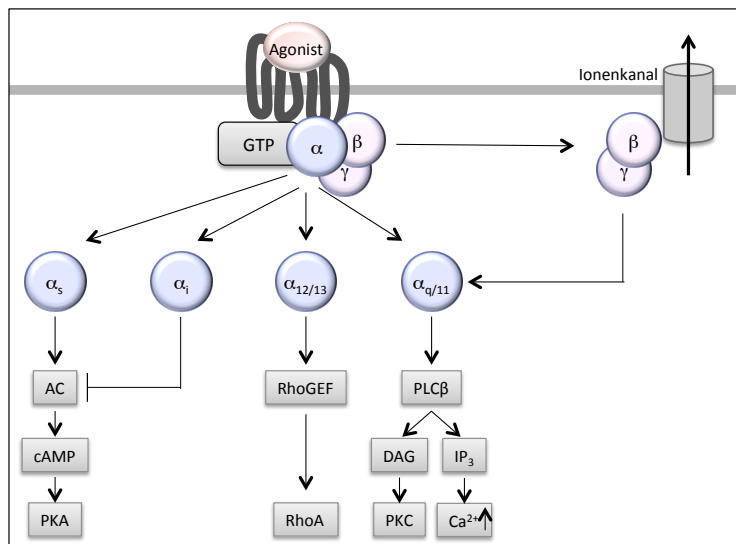 Agonist
Ionenkanal
GTP
α
β
γ
β
γ
αs
αi
α12/13
αq/11
AC
RhoGEF
PLCβ
cAMP
DAG
IP3
PKA
RhoA
PKC
Ca2+